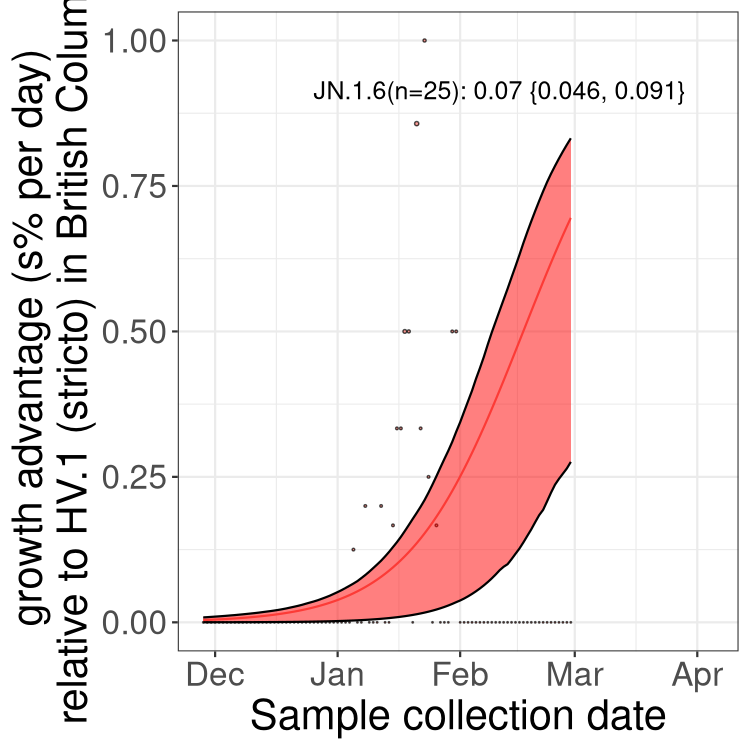 growth advantage (s% per day)
relative to HV.1 (stricto) in British Colum
1.00
0.75
0.50
0.25
0.00
JN.1.6(n=25): 0.07 {0.046, 0.091}
Dec Jan Feb Mar Apr
Sample collection date